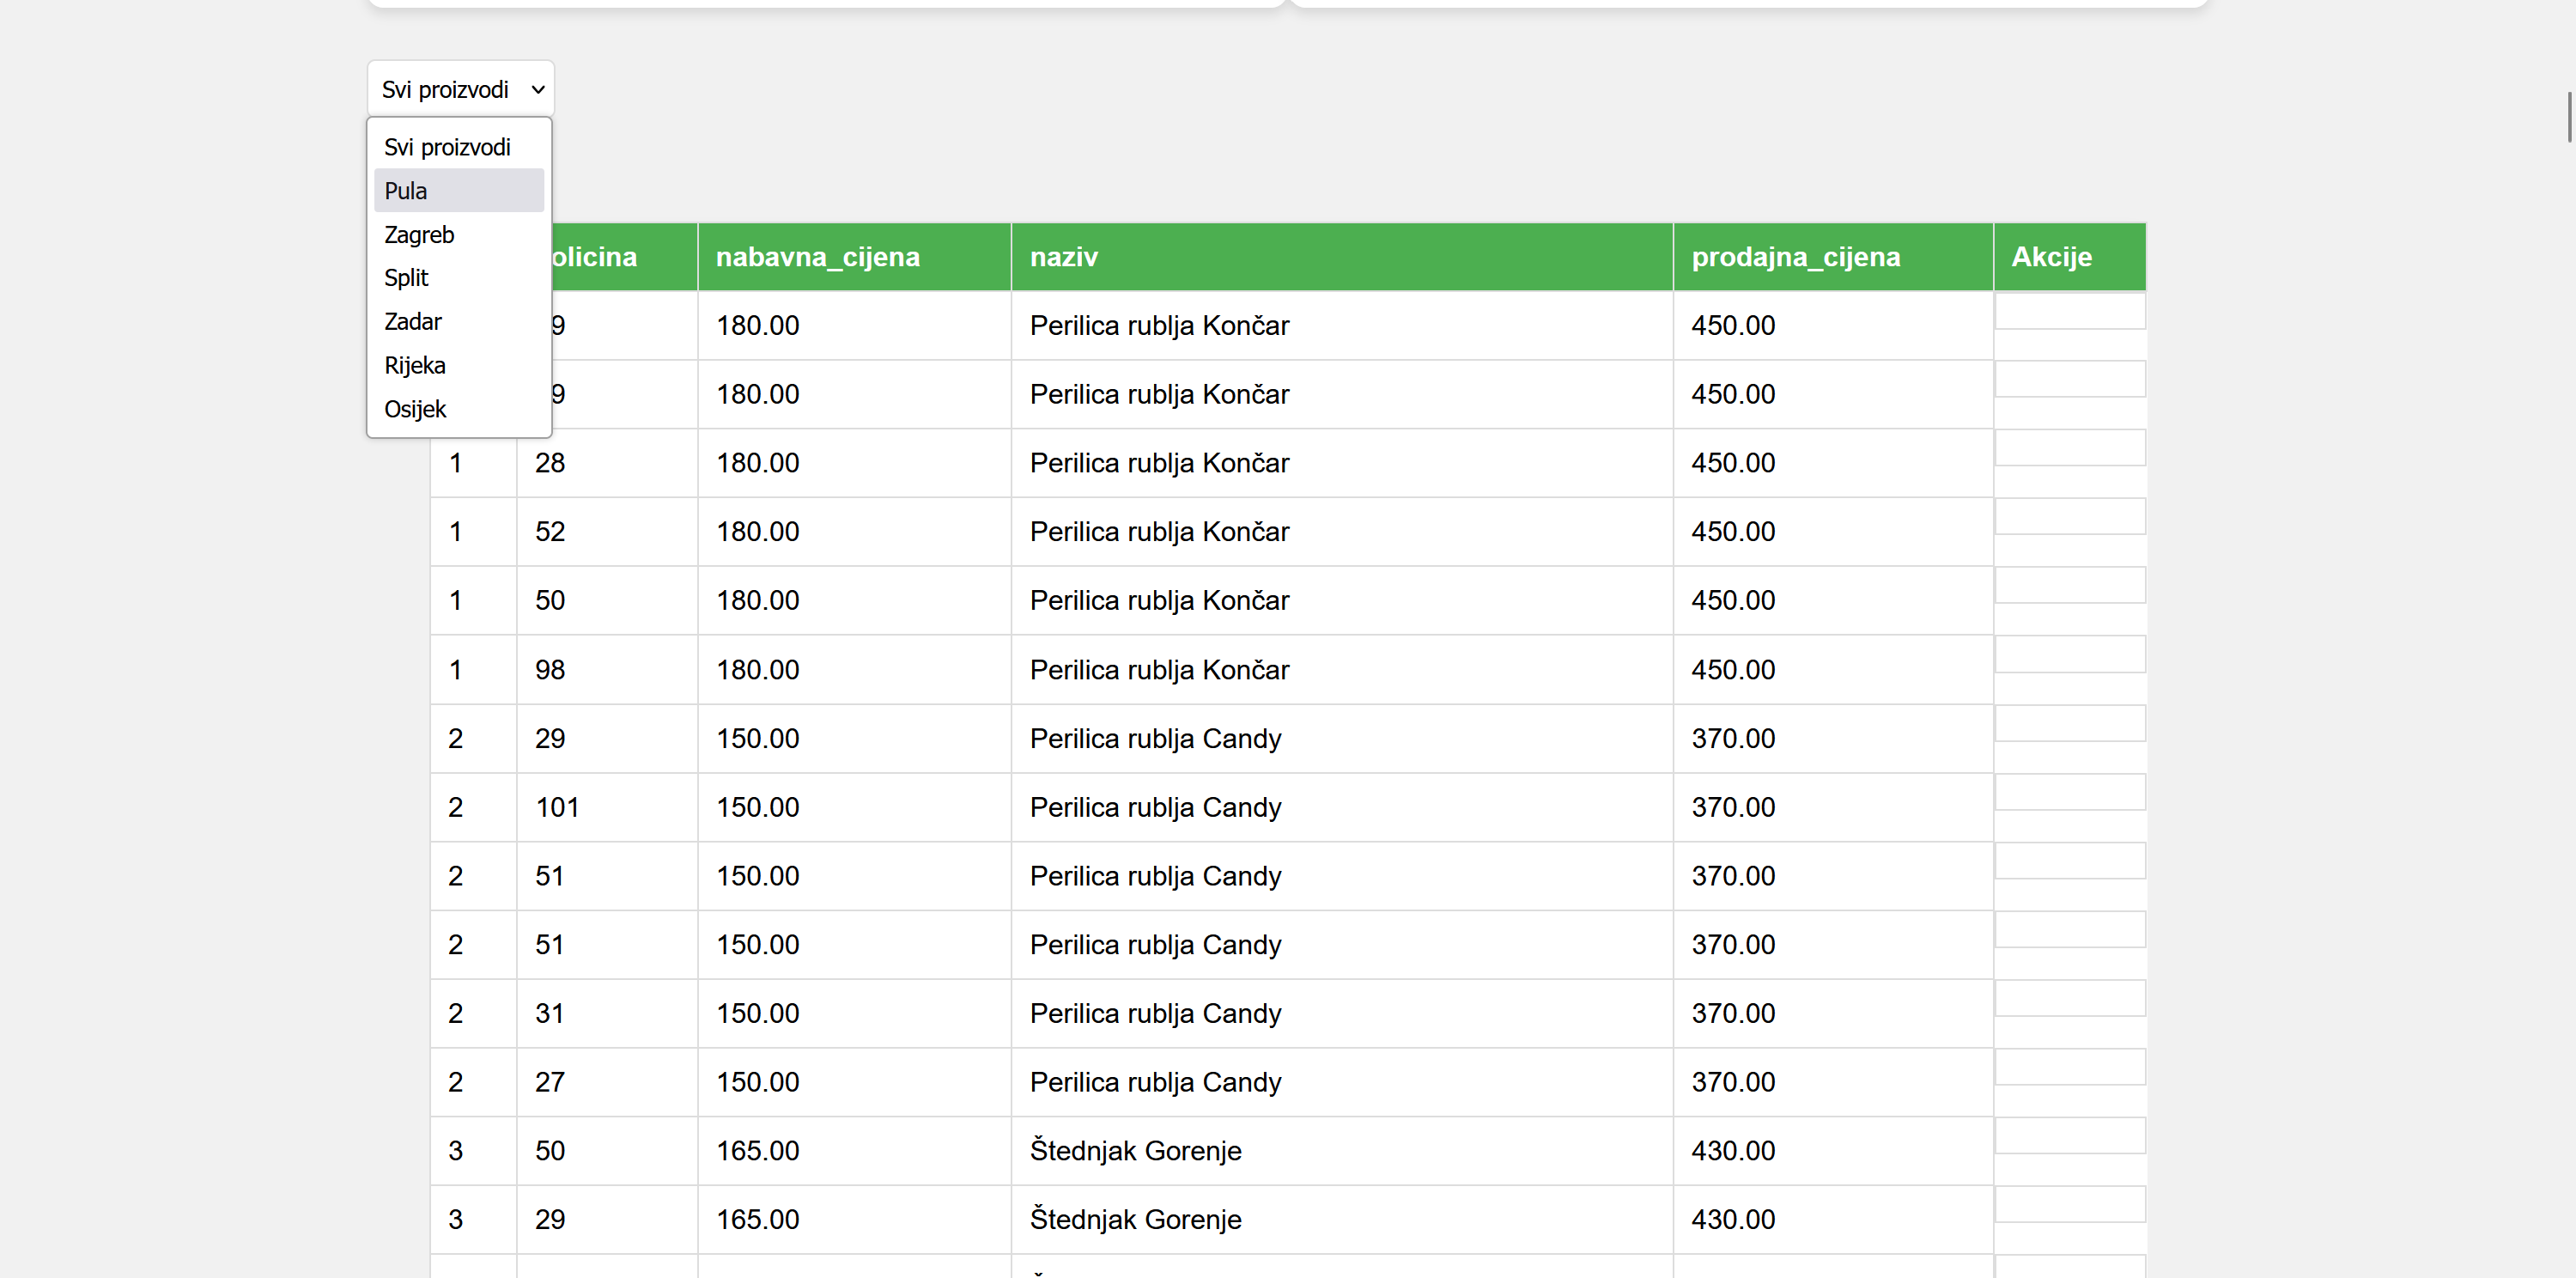 Svi proizvodi
Svi proizvodi
Pula
Zagreb
Split
Zadar
Rijeka
Osijek
olicina nabavna_cijena naziv prodajna_cijena Akcije
9 180.00 Perilica rublja Končar 450.00
9 180.00 Perilica rublja Končar 450.00
1 28 180.00 Perilica rublja Končar 450.00
1 52 180.00 Perilica rublja Končar 450.00
1 50 180.00 Perilica rublja Končar 450.00
1 98 180.00 Perilica rublja Končar 450.00
2 29 150.00 Perilica rublja Candy 370.00
2 101 150.00 Perilica rublja Candy 370.00
2 51 150.00 Perilica rublja Candy 370.00
2 51 150.00 Perilica rublja Candy 370.00
2 31 150.00 Perilica rublja Candy 370.00
2 27 150.00 Perilica rublja Candy 370.00
3 50 165.00 Štednjak Gorenje 430.00
3 29 165.00 Štednjak Gorenje 430.00